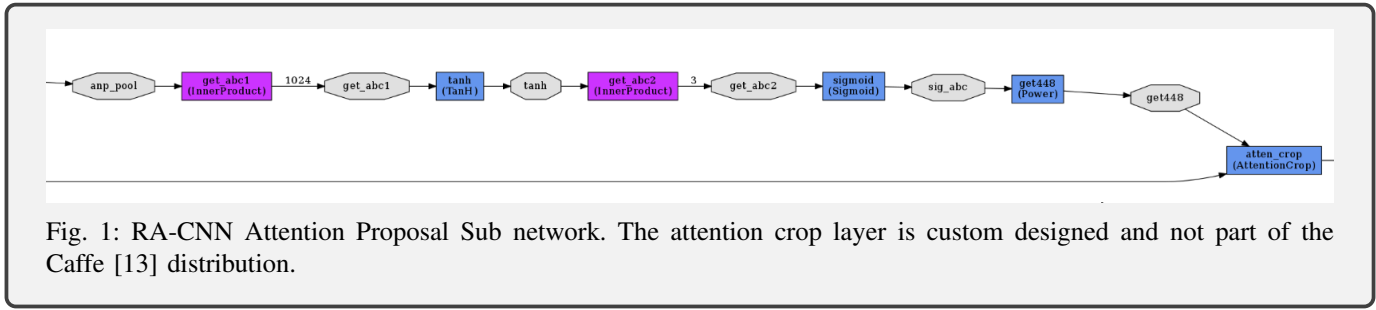 anp_pool
get_abc1
(InnerProduct)
1024
get_abc1
tanh
(TanH)
tanh
get_abc2
(InnerProduct)
3
get_abc2
sigmoid
(Sigmoid)
sig_abc
get448
(Power)
get448
atten_crop
(AttentionCrop)
Fig. 1: RA-CNN Attention Proposal Sub network. The attention crop layer is custom designed and not part of the
Caffe [13] distribution.